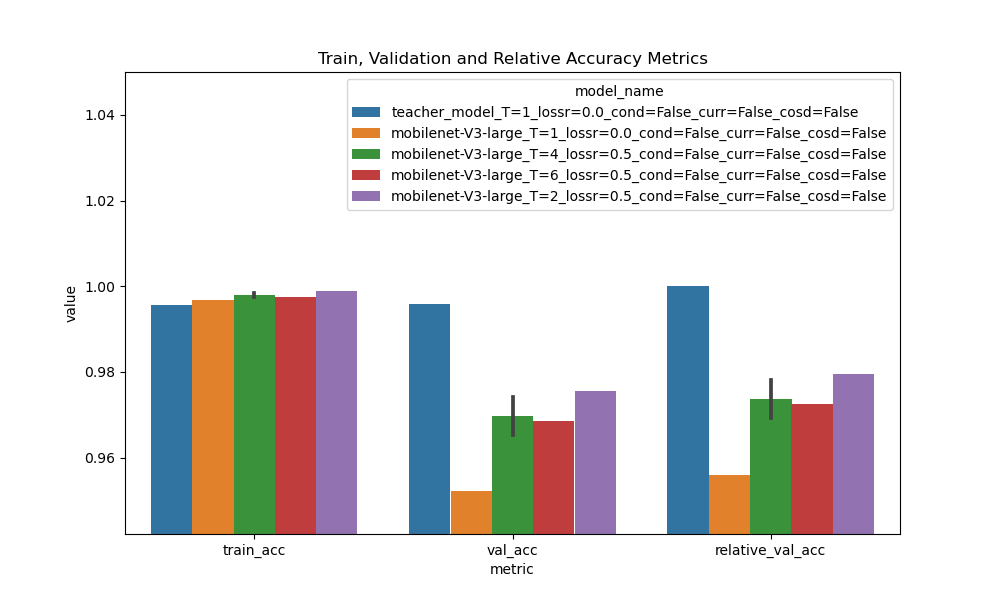 Train, Validation and Relative Accuracy Metrics
model_name
teacher_model_T=1_lossr=0.0_cond=False_curr=False_cosd=False
mobilenet-V3-large_T=1_lossr=0.0_cond=False_curr=False_cosd=False
mobilenet-V3-large_T=4_lossr=0.5_cond=False_curr=False_cosd=False
mobilenet-V3-large_T=6_lossr=0.5_cond=False_curr=False_cosd=False
mobilenet-V3-large_T=2_lossr=0.5_cond=False_curr=False_cosd=False
1.04
1.02
1.00
0.98
0.96
value
train_acc
val_acc
relative_val_acc
metric